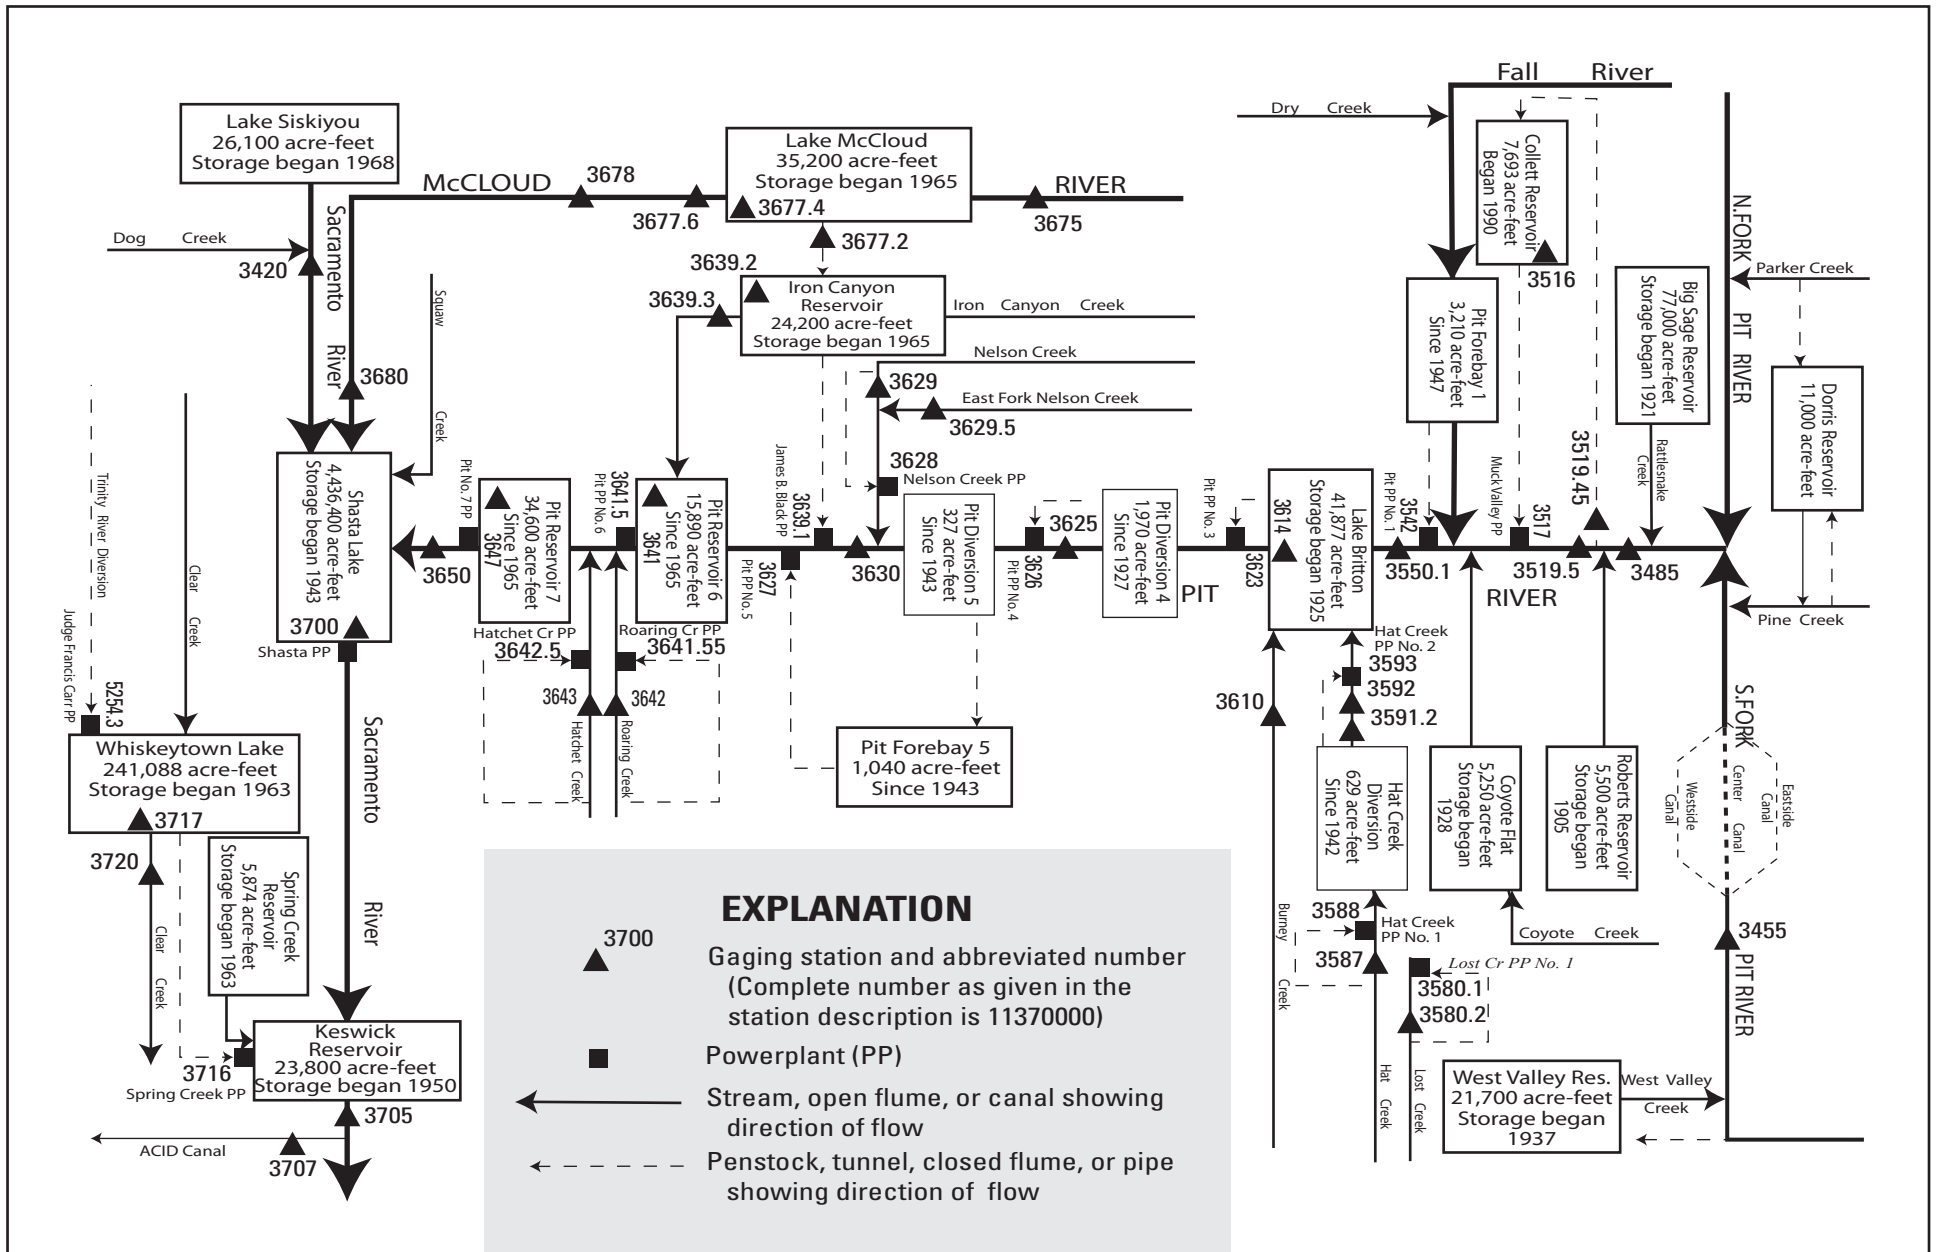 Fall River
Dry Creek
Collett Reservoir
7,693 acre-feet
Began 1990
3516
Lake Siskiyou
26,100 acre-feet
Storage began 1968
Lake McCloud
35,200 acre-feet
Storage began 1965
3677.4
McCLOUD
RIVER
3678
3677.6
3675
3677.2
Sacramento River
Dog Creek
3420
3680
Squaw Creek
3639.2
3639.3
Iron Canyon
Reservoir
24,200 acre-feet
Storage began 1965
Iron Canyon Creek
Nelson Creek
3629
East Fork Nelson Creek
3629.5
3628
Nelson Creek PP
Pit Forebay 1
3,210 acre-feet
Since 1947
Big Sage Reservoir
77,000 acre-feet
Storage began 1921
Rattlesnake
Creek
N.FORK PIT RIVER
Parker Creek
Dorris Reservoir
11,000 acre-feet
Pine Creek
Trinity River Diversion
Clear Creek
Judge Francis Carr PP
5254.3
Shasta Lake
4,436,400 acre-feet
Storage began 1943
3700
Shasta PP
3650
Pit No. 7 PP
3647
Pit Reservoir 7
34,600 acre-feet
Since 1965
3641.5
Pit PP No. 6
Pit Reservoir 6
15,890 acre-feet
Since 1965
3641
James B. Black PP
3639.1
3627
Pit PP No. 5
3630
Pit Diversion 5
327 acre-feet
Since 1943
3626
Pit PP No. 4
3625
Pit Diversion 4
1,970 acre-feet
Since 1927
PIT
Pit PP No. 3
3623
Lake Britton
41,877 acre-feet
Storage began 1925
3614
Pit PP No. 1
3542
3550.1
RIVER
Muck Valley PP
3517
3519.5
3519.45
3485
Hatchet Cr PP
3642.5
Roaring Cr PP
3641.55
3643
3642
Hatchet Creek
Roaring Creek
Pit Forebay 5
1,040 acre-feet
Since 1943
Hat Creek
PP No. 2
3593
3592
3591.2
3610
Burney Creek
Hat Creek
Diversion
629 acre-feet
Since 1942
Coyote Flat
5,250 acre-feet
Storage began
1928
Coyote Creek
Roberts Reservoir
5,500 acre-feet
Storage began
1905
S.FORK
Westside
Canal
Center Canal
Eastside
Canal
3455
PIT RIVER
3588
Hat Creek
PP No. 1
3587
Lost Cr PP No. 1
3580.1
3580.2
Hat Creek
Lost Creek
West Valley Res.
21,700 acre-feet
Storage began
1937
West Valley
Creek
Whiskeytown Lake
241,088 acre-feet
Storage began 1963
3717
3720
Clear Creek
Spring Creek
Reservoir
5,874 acre-feet
Storage began 1963
Sacramento River
3716
Spring Creek PP
Keswick
Reservoir
23,800 acre-feet
Storage began 1950
3705
ACID Canal
3707
EXPLANATION
3700
Gaging station and abbreviated number
(Complete number as given in the
station description is 11370000)
Powerplant (PP)
Stream, open flume, or canal showing
direction of flow
Penstock, tunnel, closed flume, or pipe
showing direction of flow